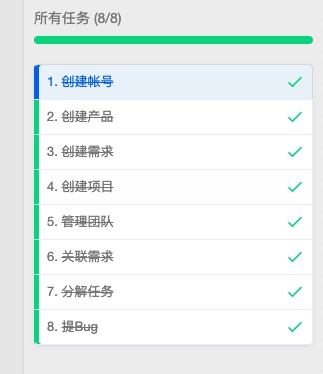 所有任务 (8/8)
1. 创建帐号
2. 创建产品
3. 创建需求
4. 创建项目
5. 管理团队
6. 关联需求
7. 分解任务
8. 提Bug